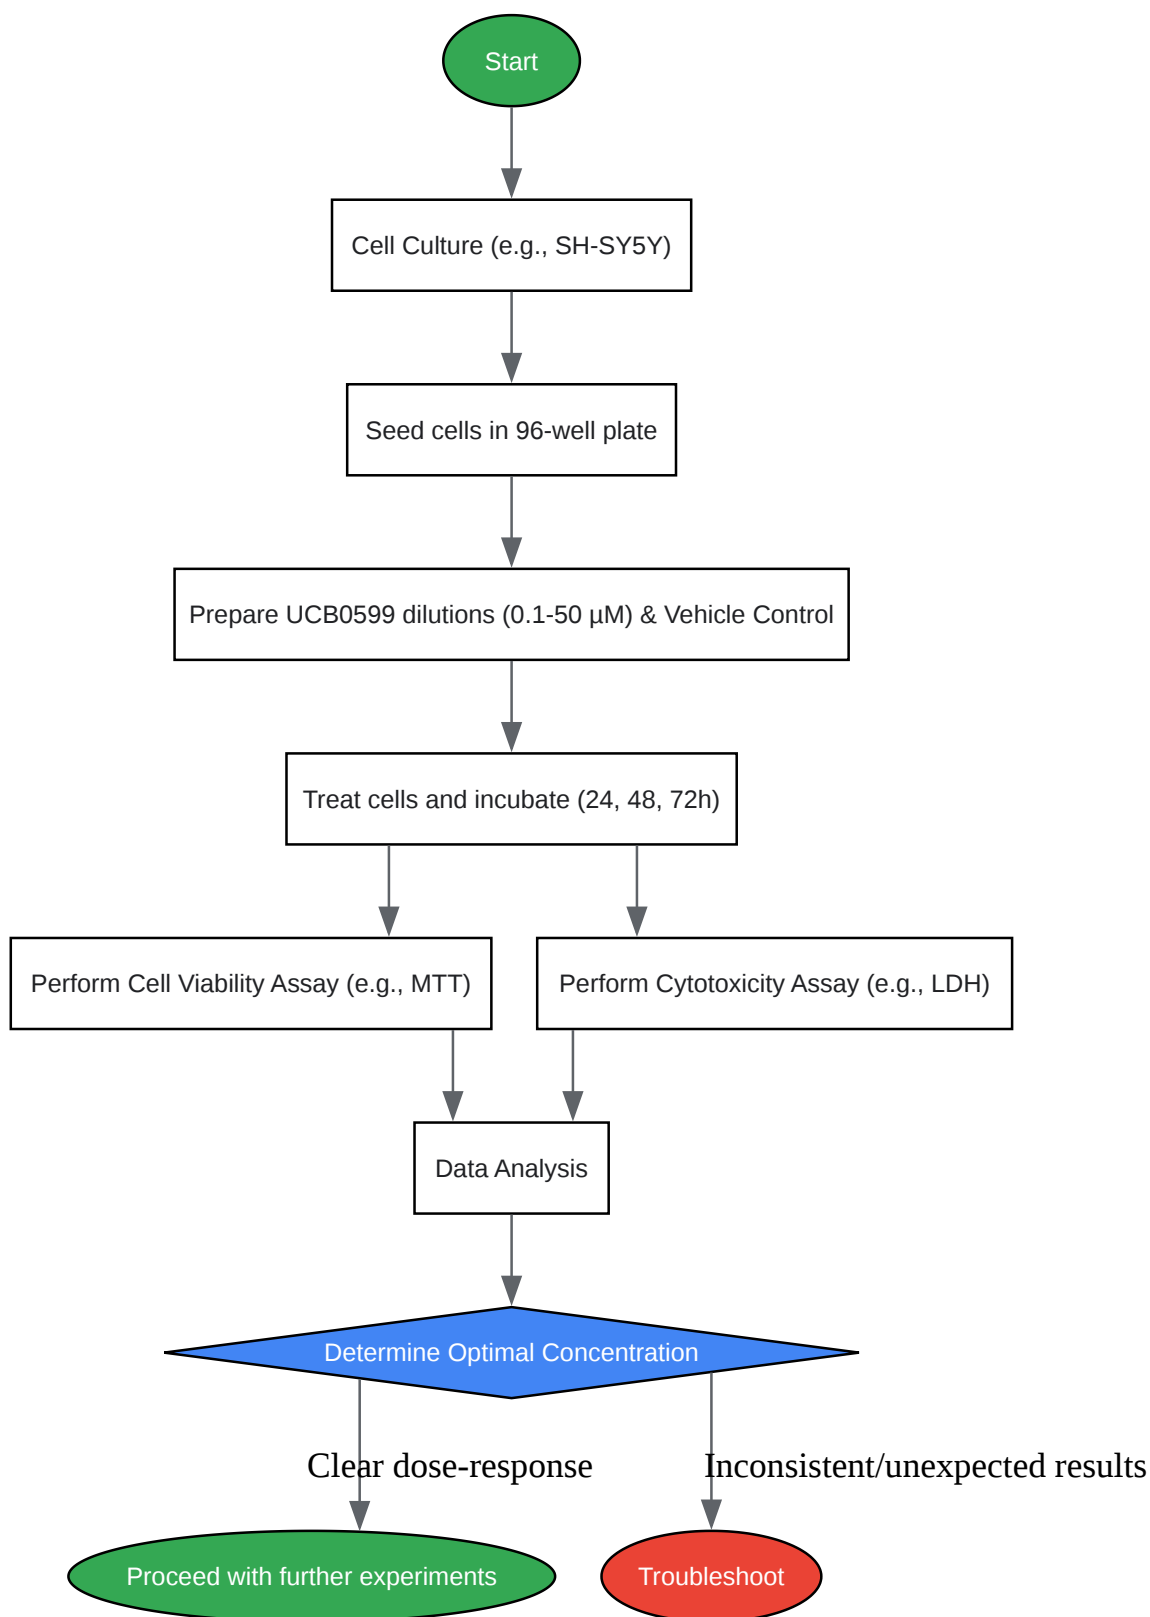 Start
Cell Culture (e.g., SH-SY5Y)
Seed cells in 96-well plate
Prepare UCB0599 dilutions (0.1-50 µM) & Vehicle Control
Treat cells and incubate (24, 48, 72h)
Perform Cell Viability Assay (e.g., MTT)
Perform Cytotoxicity Assay (e.g., LDH)
Data Analysis
Determine Optimal Concentration
Clear dose-response
Inconsistent/unexpected results
Proceed with further experiments
Troubleshoot